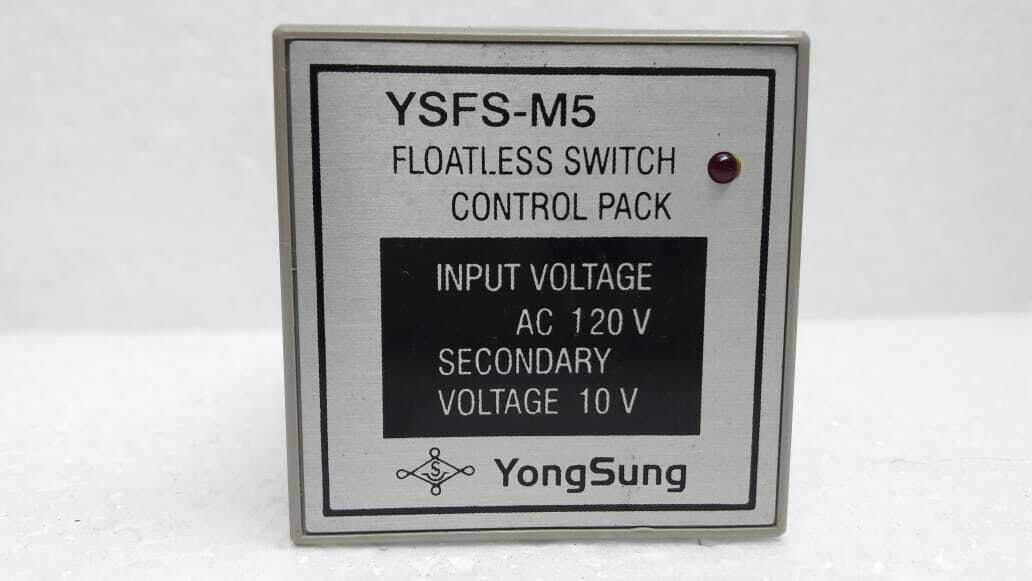 YSFS-M5
FLOATLESS SWITCH
CONTROL PACK
INPUT VOLTAGE
AC 120 V
SECONDARY
VOLTAGE 10 V
S YongSung